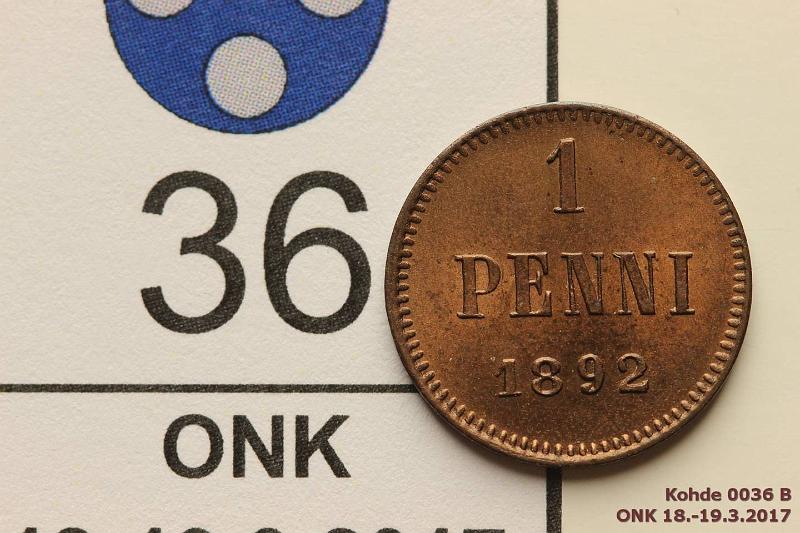 36
ONK
1
PENNI
1892
Kohde 0036 B
ONK 18.-19.3.2017